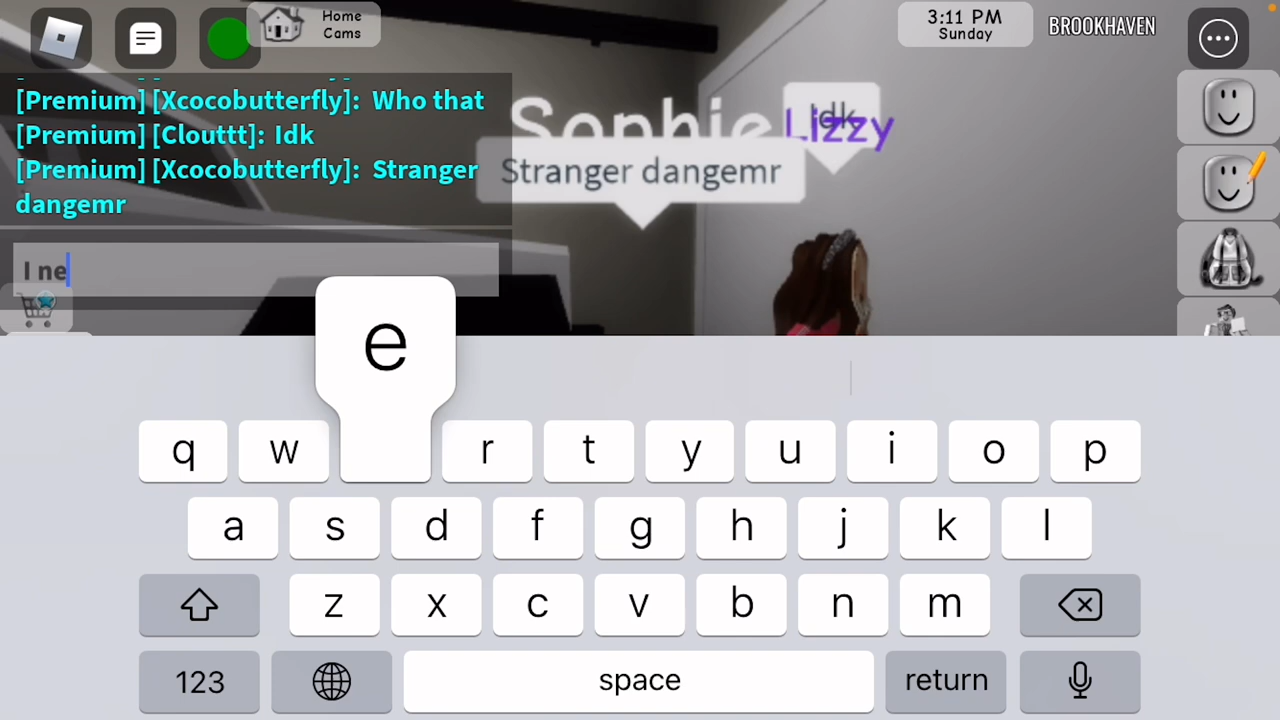 Home
Cams
3:11 PM
Sunday
BROOKHAVEN
[Premium] [Xcocobutterfly]: Who that
[Premium] [Clouttt]: Idk
[Premium] [Xcocobutterfly]: Stranger
dangemr
I ne
Sophie
Idk
Lizzy
Stranger dangemr
e
q w r t y u i o p
a s d f g h j k l
z x c v b n m
123 space return